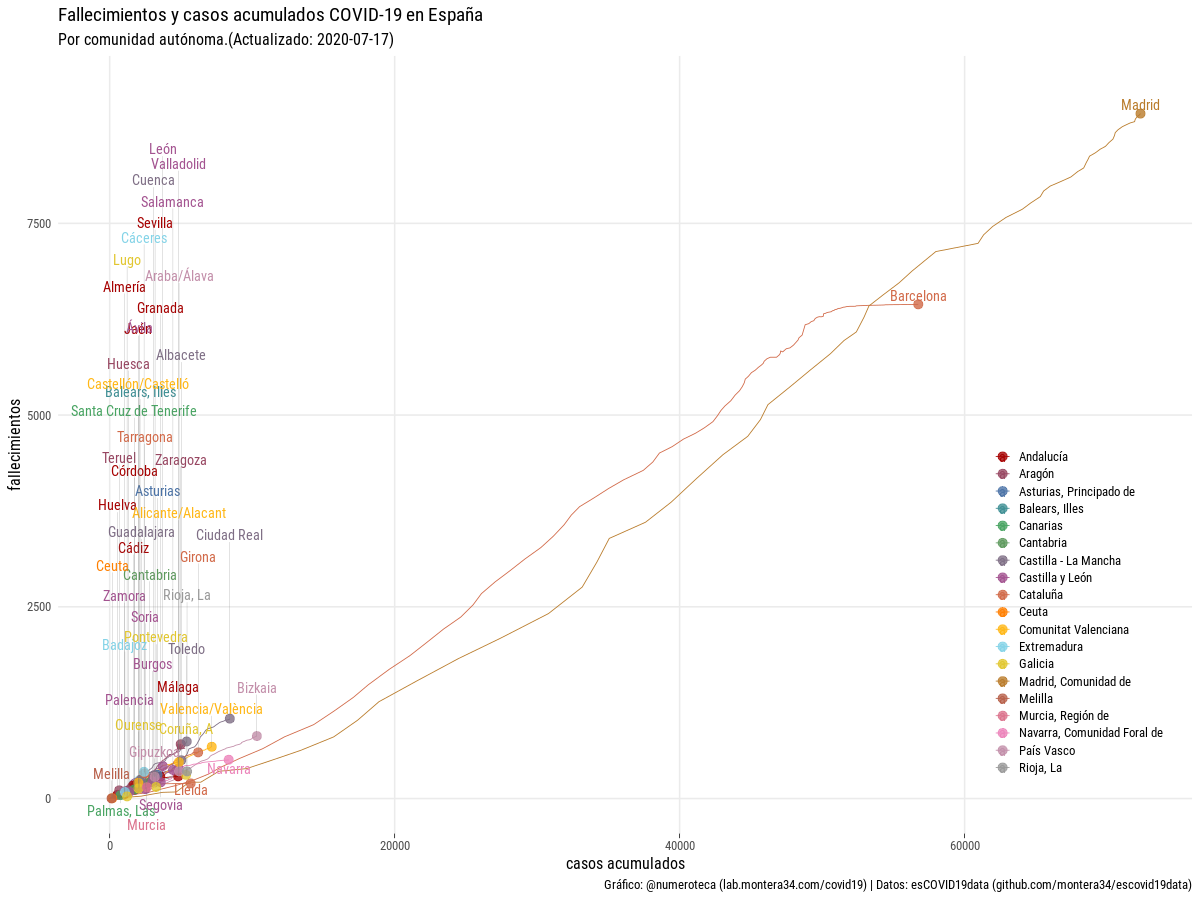 Fallecimientos y casos acumulados COVID-19 en España
Por comunidad autónoma.(Actualizado: 2020-07-17)
Madrid
León
Valladolid
Cuenca
Salamanca
7500
Sevilla
Cáceres
Lugo
Araba/Álava
Almería
Barcelona
Granada
Jaén
Albacete
Huesca
Castellón/Castelló
Balears, Illes
5000
Santa Cruz de Tenerife
Tarragona
Teruel
Zaragoza
Córdoba
Asturias
Huelva
Alicante/Alacant
Guadalajara
Ciudad Real
Cádiz
Girona
Ceuta
Cantabria
2500
Zamora
Rioja, La
Soria
Pontevedra
Badajoz
Toledo
Burgos
Málaga
Bizkaia
Palencia
Valencia/València
Ourense
Coruña, A
Gipuzkoa
Navarra
Melilla
Lleida
0
Segovia
Palmas, Las
Murcia
fallecimientos
0
20000
40000
60000
casos acumulados
Andalucía
Aragón
Asturias, Principado de
Balears, Illes
Canarias
Cantabria
Castilla - La Mancha
Castilla y León
Cataluña
Ceuta
Comunitat Valenciana
Extremadura
Galicia
Madrid, Comunidad de
Melilla
Murcia, Región de
Navarra, Comunidad Foral de
País Vasco
Rioja, La
Gráfico: @numeroteca (lab.montera34.com/covid19) | Datos: esCOVID19data (github.com/montera34/escovid19data)